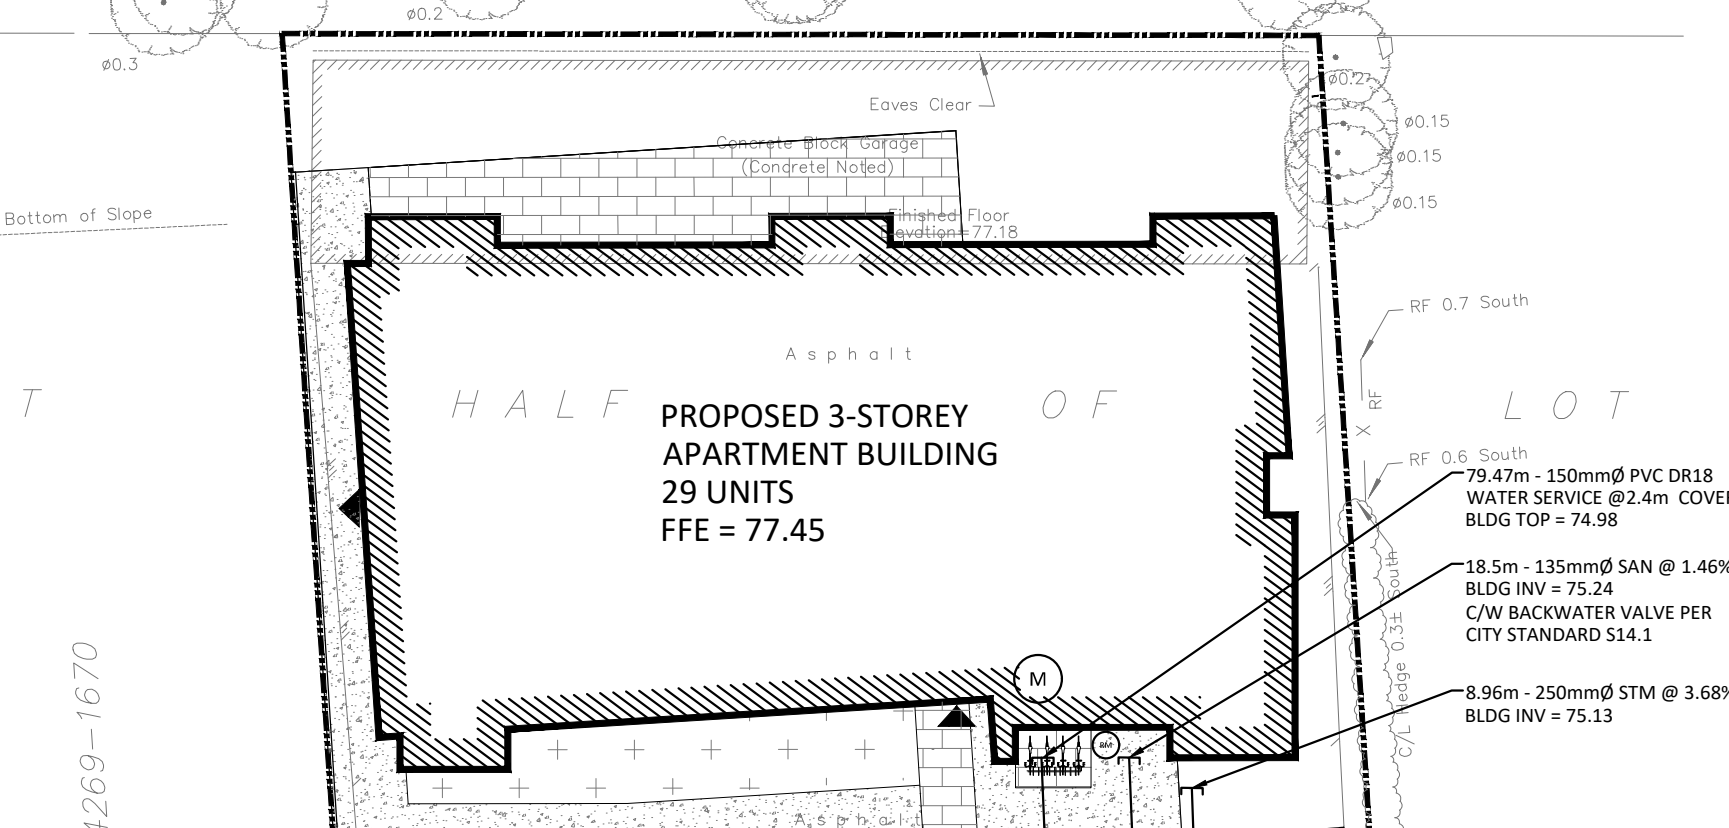 ø0.2
ø0.3
Eaves Clear
ø0.2
ø0.15
ø0.15
ø0.15
Concrete Block Garage
(Concrete Noted)
Finished Floor
Elevation=77.18
Bottom of Slope
RF 0.7 South
Asphalt
T
HALF
OF
LOT
RF
X
PROPOSED 3-STOREY
APARTMENT BUILDING
29 UNITS
FFE = 77.45
RF 0.6 South
79.47m - 150mmØ PVC DR18
WATER SERVICE @2.4m COVER
BLDG TOP = 74.98
18.5m - 135mmØ SAN @ 1.46%
BLDG INV = 75.24
C/W BACKWATER VALVE PER
CITY STANDARD S14.1
C/L Hedge 0.3± South
8.96m - 250mmØ STM @ 3.68%
BLDG INV = 75.13
M
RM
4269-1670
Asphalt